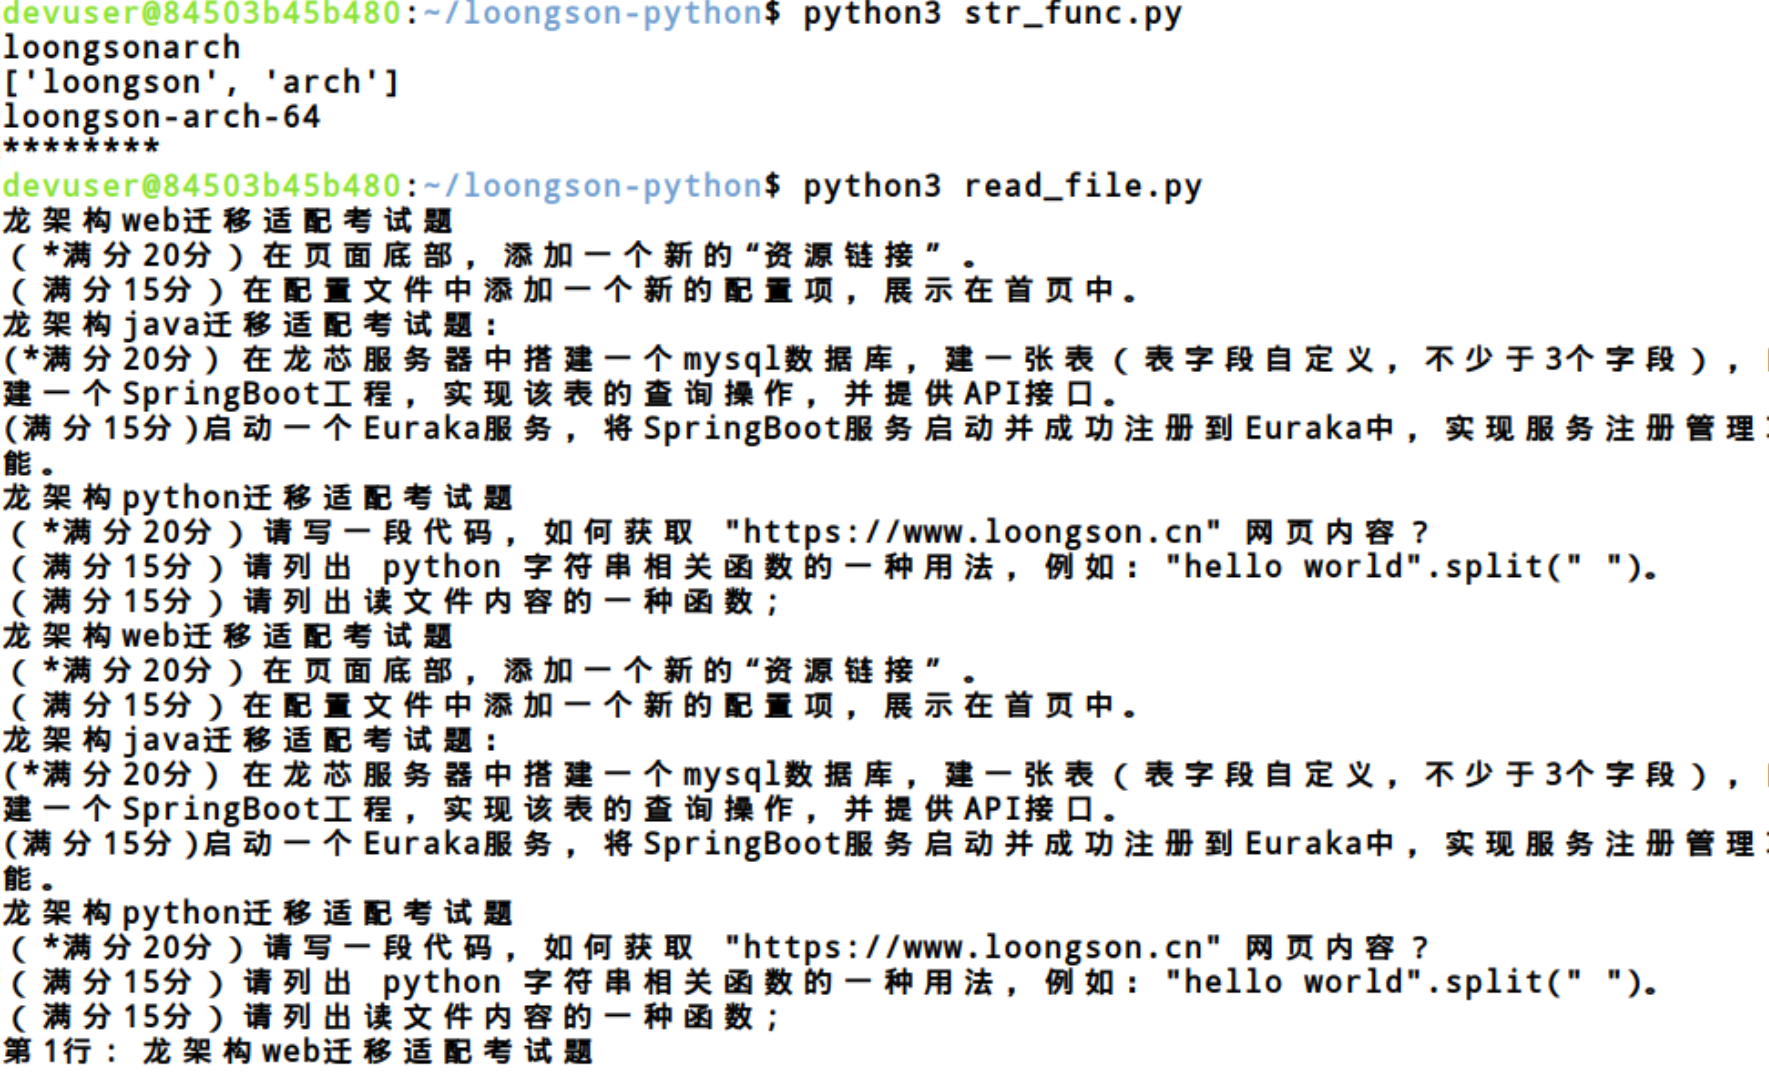 devuser@84503b45b480:~/loongson-python$ python3 str_func.py
loongsonarch
['loongson', 'arch']
loongson-arch-64
********
devuser@84503b45b480:~/loongson-python$ python3 read_file.py
龙架构web迁移适配考试题
（*满分20分）在页面底部，添加一个新的“资源链接”。
（满分15分）在配置文件中添加一个新的配置项，展示在首页中。
龙架构java迁移适配考试题：
(*满分20分）在龙芯服务器中搭建一个mysql数据库，建一张表（表字段自定义，不少于3个字段），
建一个SpringBoot工程，实现该表的查询操作，并提供API接口。
(满分15分)启动一个Euraka服务，将SpringBoot服务启动并成功注册到Euraka中，实现服务注册管理
能。
龙架构python迁移适配考试题
（*满分20分）请写一段代码，如何获取 "https://www.loongson.cn" 网页内容？
（满分15分）请列出 python 字符串相关函数的一种用法，例如："hello world".split(" ")。
（满分15分）请列出读文件内容的一种函数；
龙架构web迁移适配考试题
（*满分20分）在页面底部，添加一个新的“资源链接”。
（满分15分）在配置文件中添加一个新的配置项，展示在首页中。
龙架构java迁移适配考试题：
(*满分20分）在龙芯服务器中搭建一个mysql数据库，建一张表（表字段自定义，不少于3个字段），
建一个SpringBoot工程，实现该表的查询操作，并提供API接口。
(满分15分)启动一个Euraka服务，将SpringBoot服务启动并成功注册到Euraka中，实现服务注册管理
能。
龙架构python迁移适配考试题
（*满分20分）请写一段代码，如何获取 "https://www.loongson.cn" 网页内容？
（满分15分）请列出 python 字符串相关函数的一种用法，例如："hello world".split(" ")。
（满分15分）请列出读文件内容的一种函数；
第1行：龙架构web迁移适配考试题